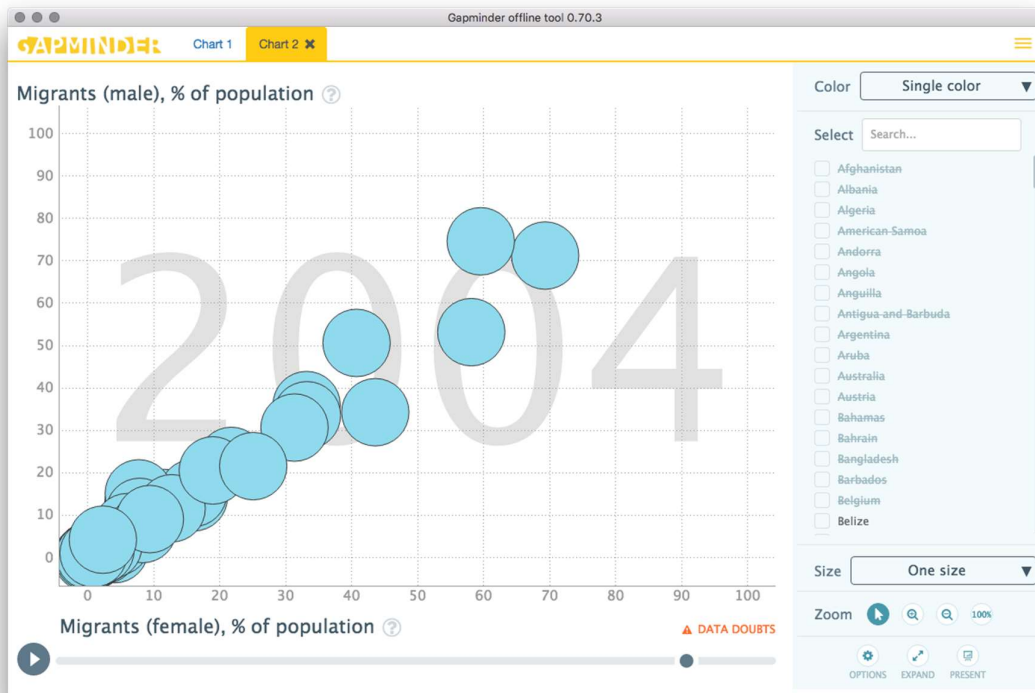 Gapminder offline tool 0.70.3
GAPMINDER Chart 1 Chart 2 ✖
Migrants (male), % of population ?
100
90
80
70
60
50
40
30
20
10
0
2004
0 10 20 30 40 50 60 70 80 90 100
Migrants (female), % of population ?
DATA DOUBTS
Color Single color ▼
Select Search...
Afghanistan
Albania
Algeria
American Samoa
Andorra
Angola
Anguilla
Antigua and Barbuda
Argentina
Aruba
Australia
Austria
Bahamas
Bahrain
Bangladesh
Barbados
Belgium
Belize
Size One size ▼
Zoom 100%
OPTIONS EXPAND PRESENT